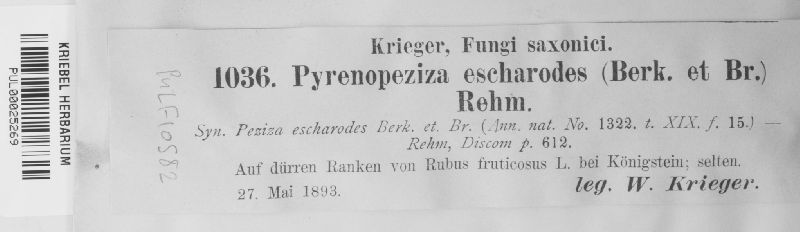 Krieger, Fungi saxonici.
1036. Pyrenopeziza escharodes (Berk. et Br.)
Rehm.
Syn. Peziza escharodes Berk. et. Br. (Ann. nat. No. 1322. t. XIX. f. 15.) —
Rehm, Discom p. 612.
Auf dürren Ranken von Rubus fruticosus L. bei Königstein; selten.
27. Mai 1893.
leg. W. Krieger.
KRIEBEL HERBARIUM
PUL00025269
PULF10582